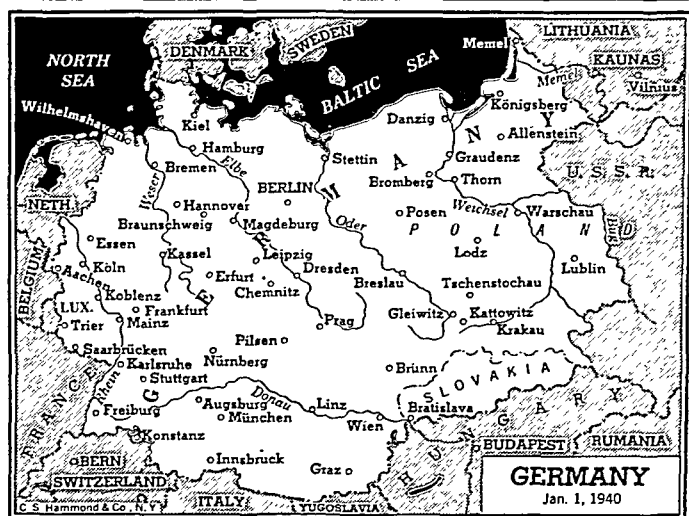 NORTH
SEA
DENMARK
SWEDEN
BALTIC SEA
Memel
LITHUANIA
KAUNAS
Vilnius
Memel
Wilhelmshaven
Kiel
Hamburg
Elbe
Bremen
Weser
Danzig
Königsberg
Allenstein
Stettin
Graudenz
Bromberg
Thorn
U.S.S.R.
NETH.
BERLIN
Hannover
Braunschweig
Magdeburg
Oder
Posen
Weichsel
Warschau
Bug
POLAND
Lodz
Lublin
BELGIUM
Essen
Köln
Aachen
Kassel
Leipzig
Erfurt
Dresden
Chemnitz
Breslau
Tschenstochau
Koblenz
LUX.
Frankfurt
Trier
Mainz
Gleiwitz
Kattowitz
Krakau
Prag
Pilsen
Saarbrücken
Karlsruhe
Nürnberg
Stuttgart
Brünn
SLOVAKIA
FRANCE
Rhein
Freiburg
Augsburg
München
Donau
Linz
Wien
Bratislava
HUNGARY
Konstanz
BERN
SWITZERLAND
Innsbruck
Graz
BUDAPEST
RUMANIA
ITALY
YUGOSLAVIA
GERMANY
GERMANY
Jan. 1, 1940
C. S. Hammond & Co., N. Y.